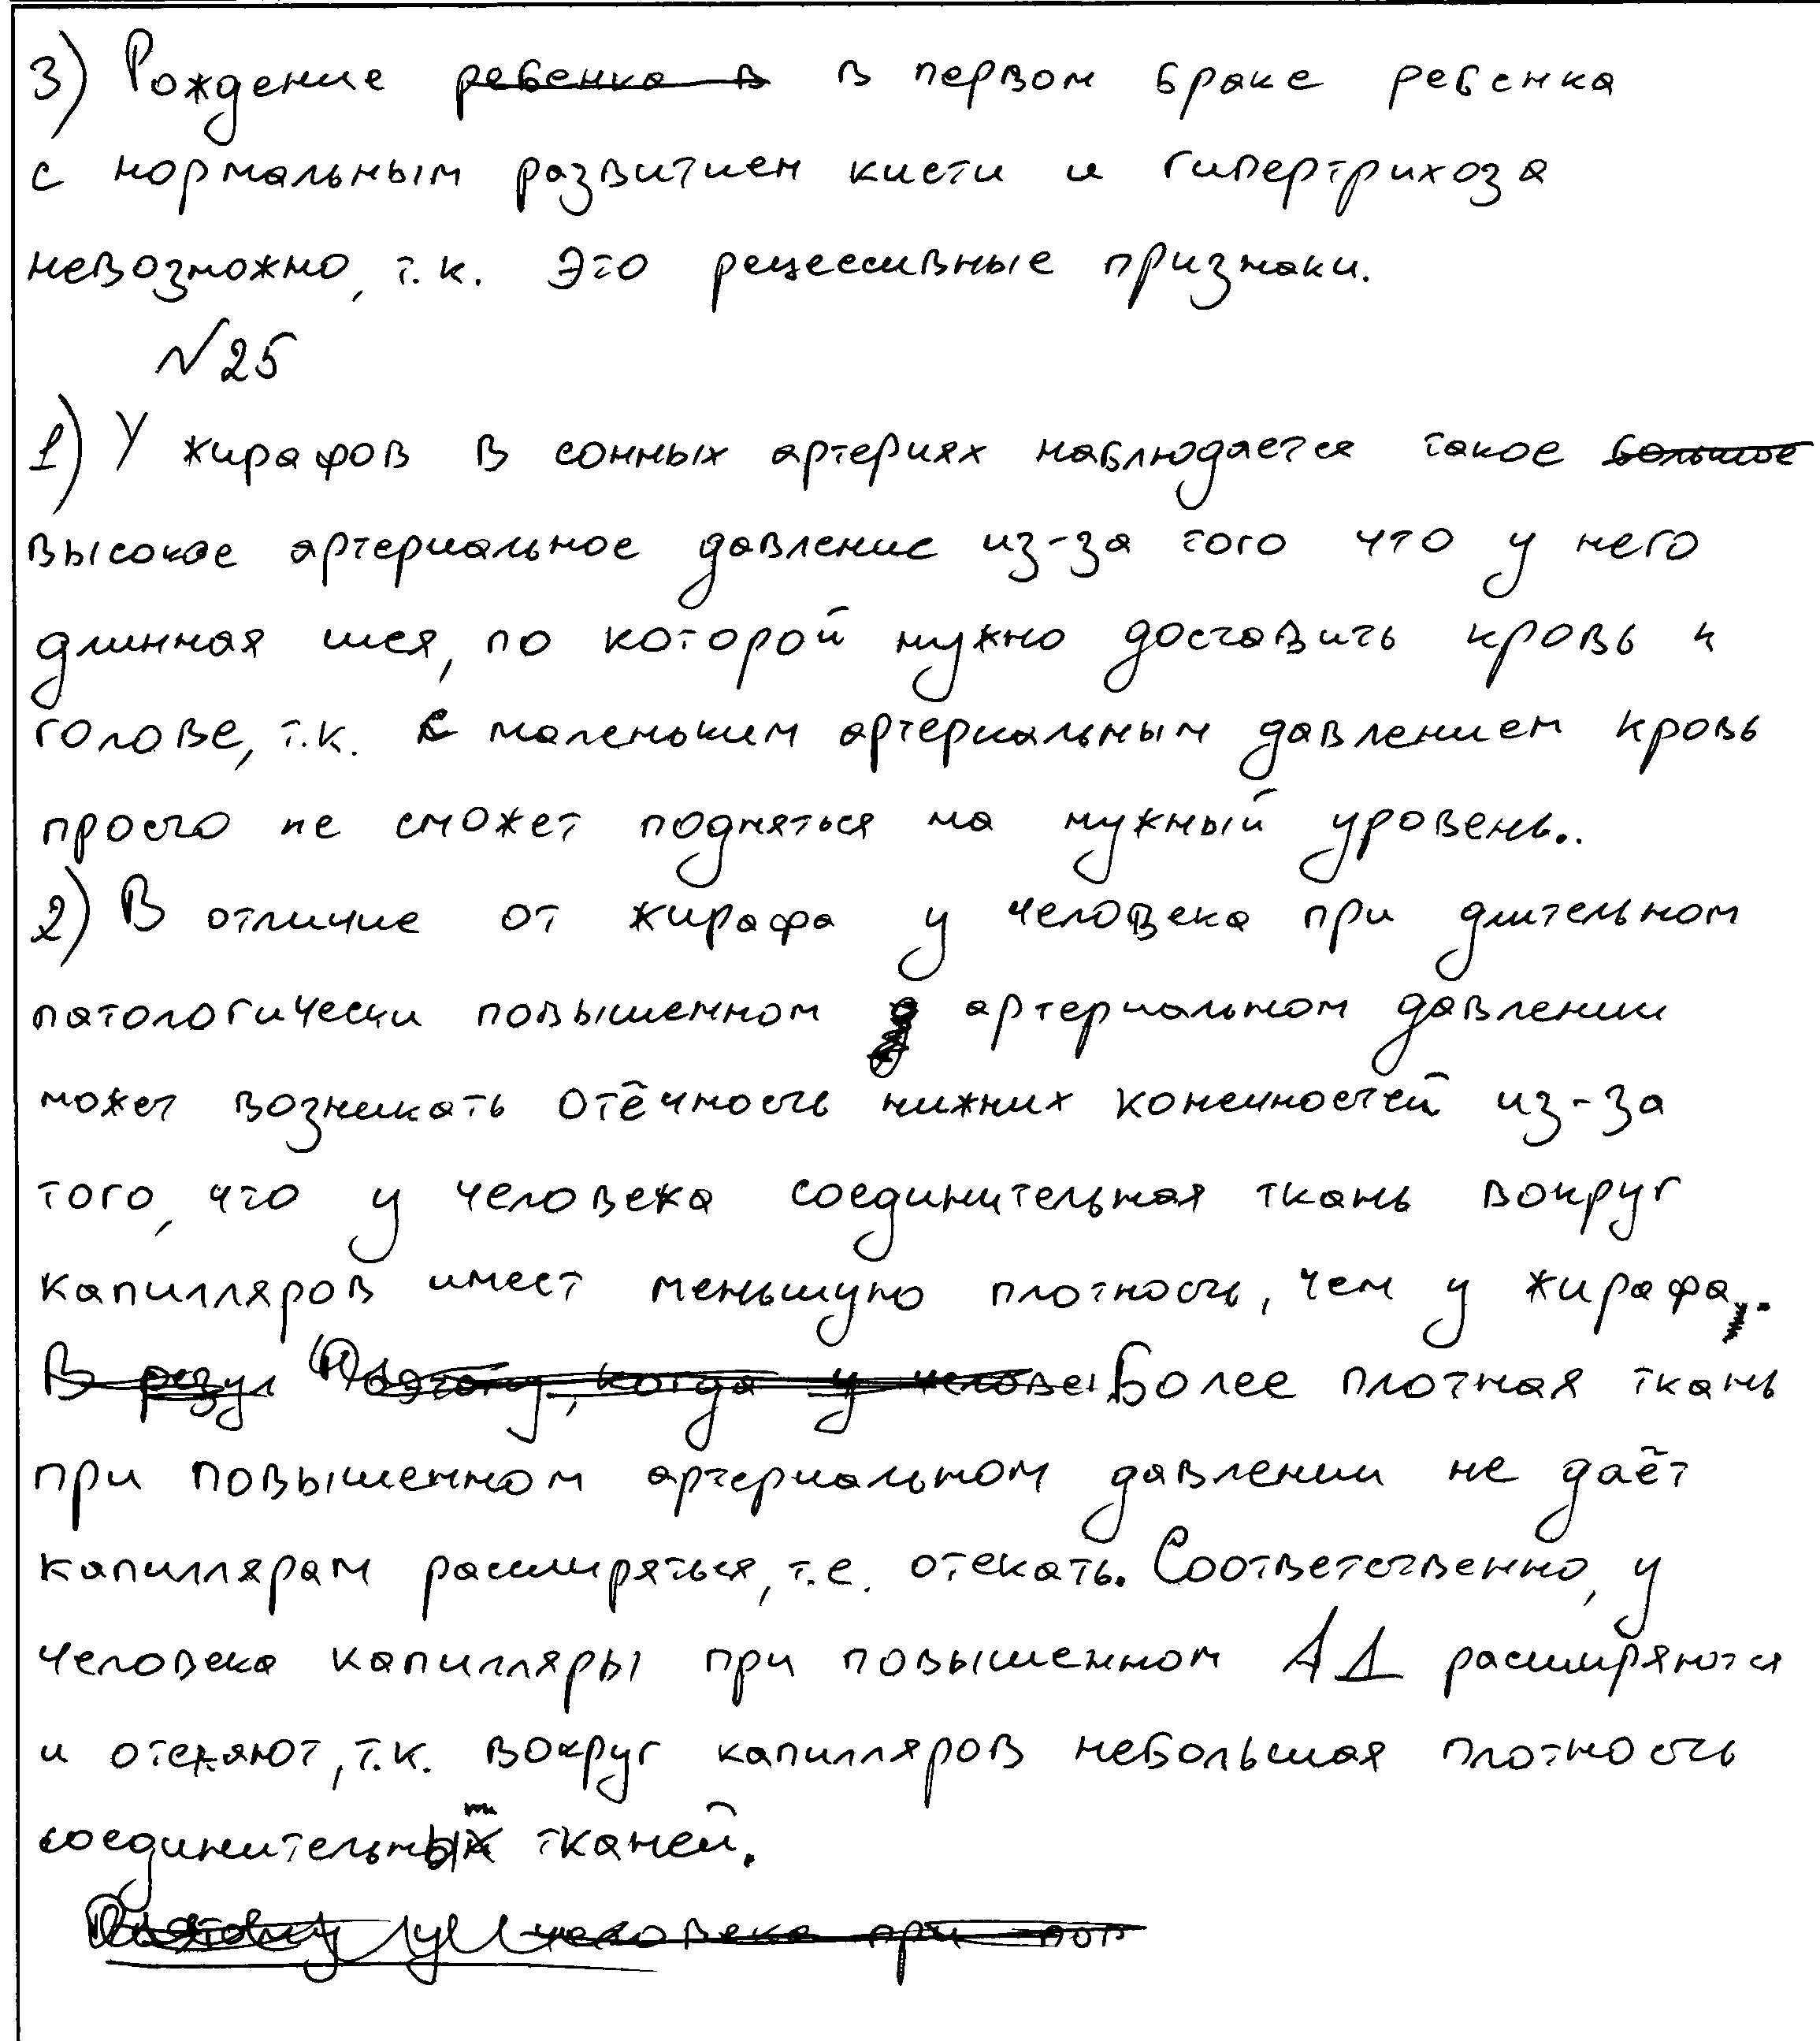 3) Рождение ребенка в в первом браке ребенка
с нормальным развитием кисти и гипертрихоза
невозможно, т.к. это рецессивные признаки.
№25
1) У жирафов в сонных артериях наблюдается такое большое
высокое артериальное давление из-за того что у него
длинная шея, по которой нужно доставить кровь к
голове, т.к. с маленьким артериальным давлением кровь
просто не сможет подняться на нужный уровень..
2) В отличие от жирафа у человека при длительном
патологически повышенном артериальном давлении
может возникать отёчность нижних конечностей из-за
того, что у человека соединительная ткань вокруг
капилляров имеет меньшую плотность, чем у жирафа.
В резул Поэтому, когда у челове Более плотная ткань
при повышенном артериальном давлении не даёт
капиллярам расширяться, т.е. отекать. Соответственно, у
человека капилляры при повышенном АД расширяются
и отекяют, т.к. вокруг капилляров небольшая плотность
соединительных тканей.
Поэтому у человека при пов